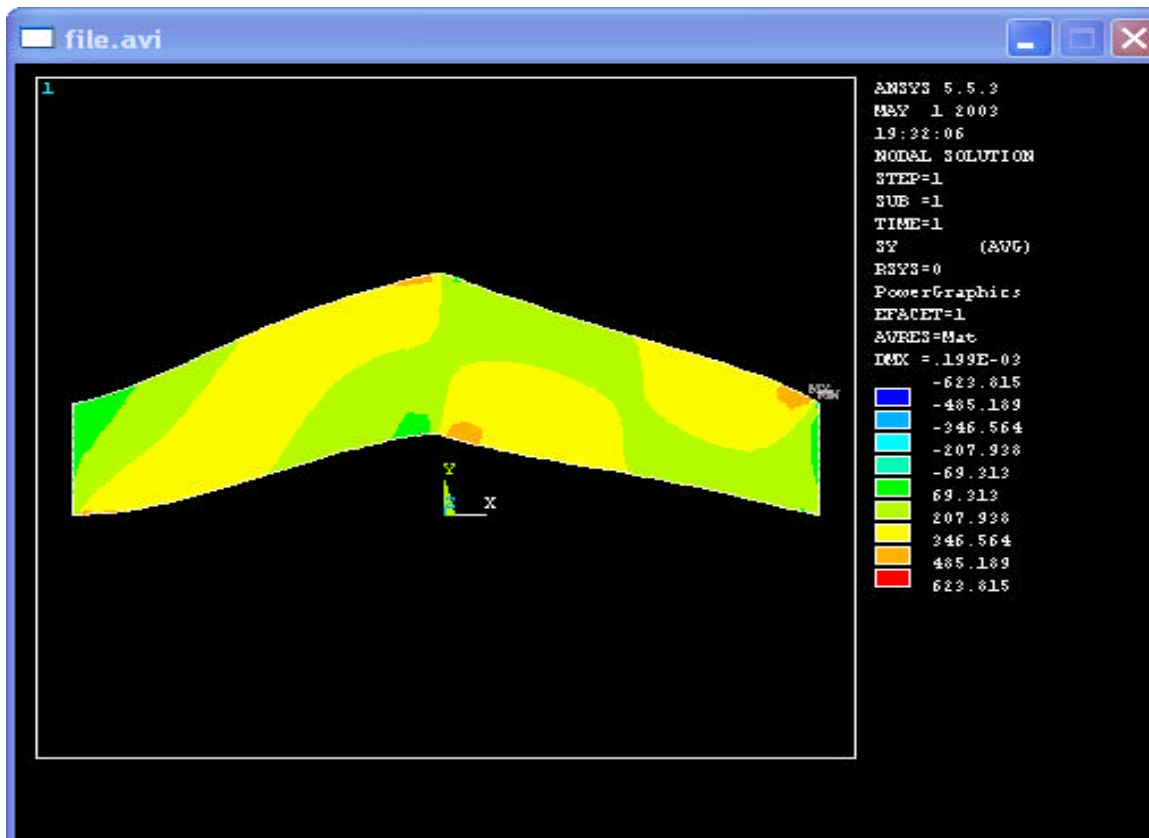 file.avi
1
ANSYS 5.5.3
MAY 1 2003
19:32:06
NODAL SOLUTION
STEP=1
SUB =1
TIME=1
SY (AVG)
RSYS=0
PowerGraphics
EFACET=1
AVRES=Mat
DMX =.199E-03
-623.815
-485.189
-346.564
-207.938
-69.313
69.313
207.938
346.564
485.189
623.815
Y
X